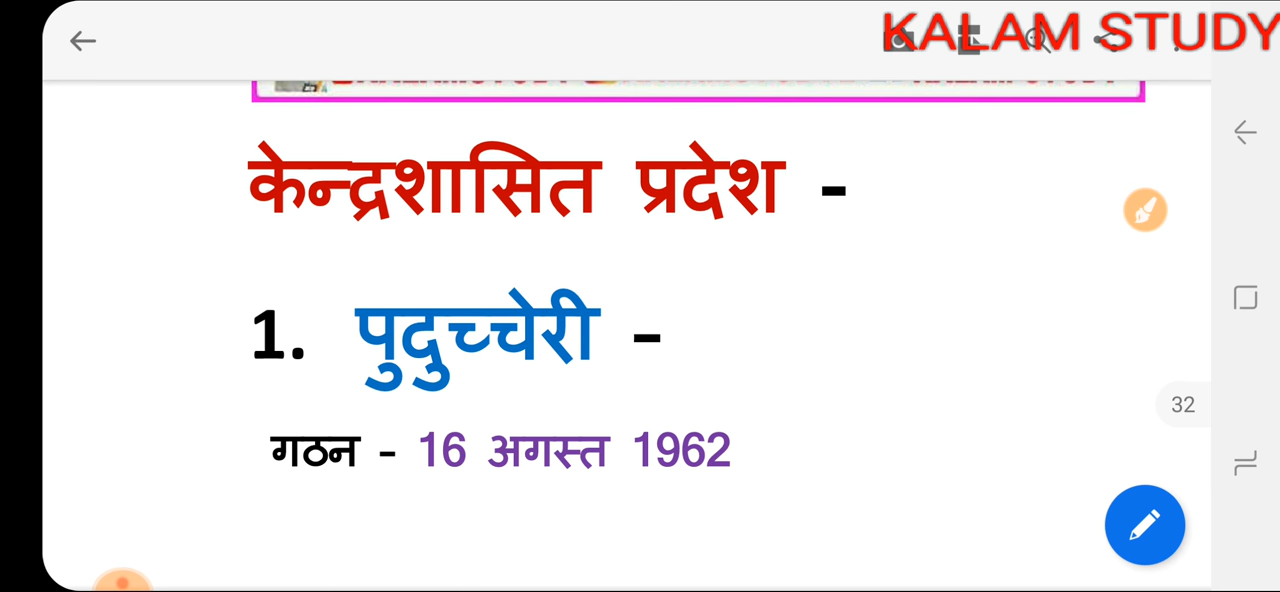 KALAM STUDY
केन्द्रशासित प्रदेश -
1. पुदुच्चेरी -
गठन - 16 अगस्त 1962
32